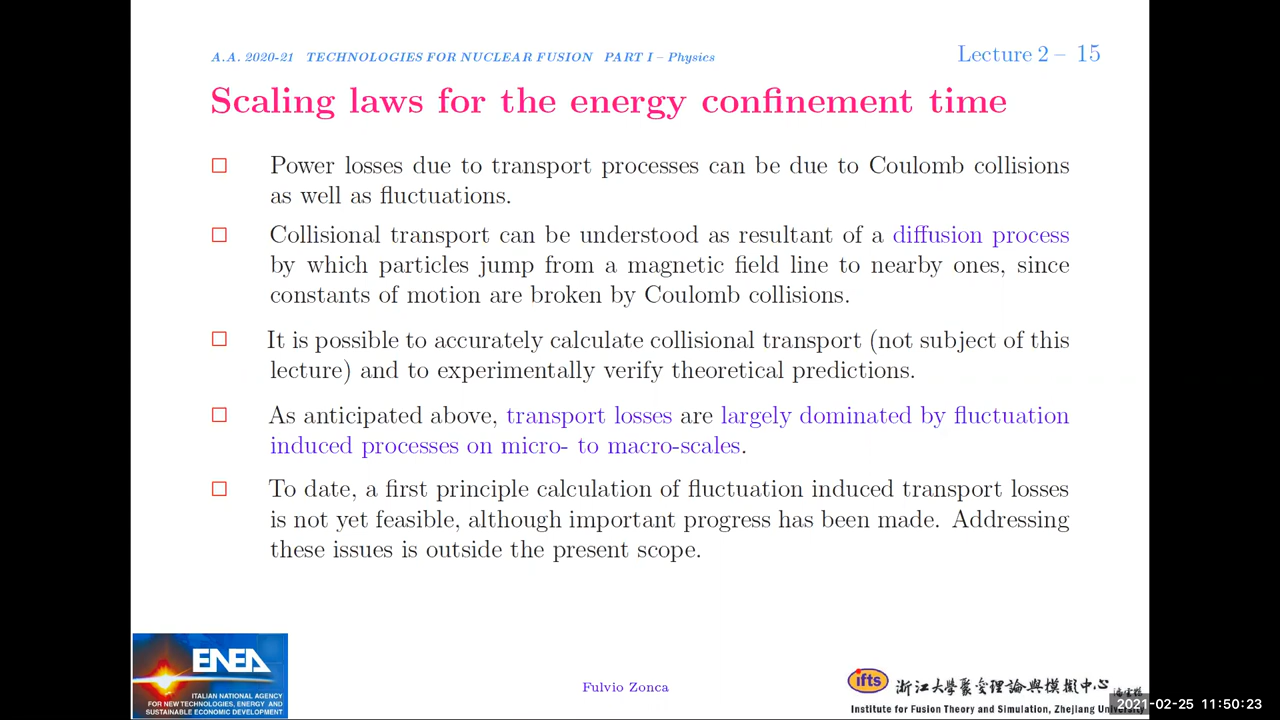 A.A. 2020-21 TECHNOLOGIES FOR NUCLEAR FUSION PART I – Physics
Lecture 2 – 15
Scaling laws for the energy confinement time
Power losses due to transport processes can be due to Coulomb collisions
as well as fluctuations.
Collisional transport can be understood as resultant of a diffusion process
by which particles jump from a magnetic field line to nearby ones, since
constants of motion are broken by Coulomb collisions.
It is possible to accurately calculate collisional transport (not subject of this
lecture) and to experimentally verify theoretical predictions.
As anticipated above, transport losses are largely dominated by fluctuation
induced processes on micro- to macro-scales.
To date, a first principle calculation of fluctuation induced transport losses
is not yet feasible, although important progress has been made. Addressing
these issues is outside the present scope.
ENEA
ITALIAN NATIONAL AGENCY
FOR NEW TECHNOLOGIES, ENERGY AND
SUSTAINABLE ECONOMIC DEVELOPMENT
Fulvio Zonca
ifts 浙江大學聚变理論與模擬中心
Institute for Fusion Theory and Simulation, Zhejiang University
2021-02-25 11:50:23